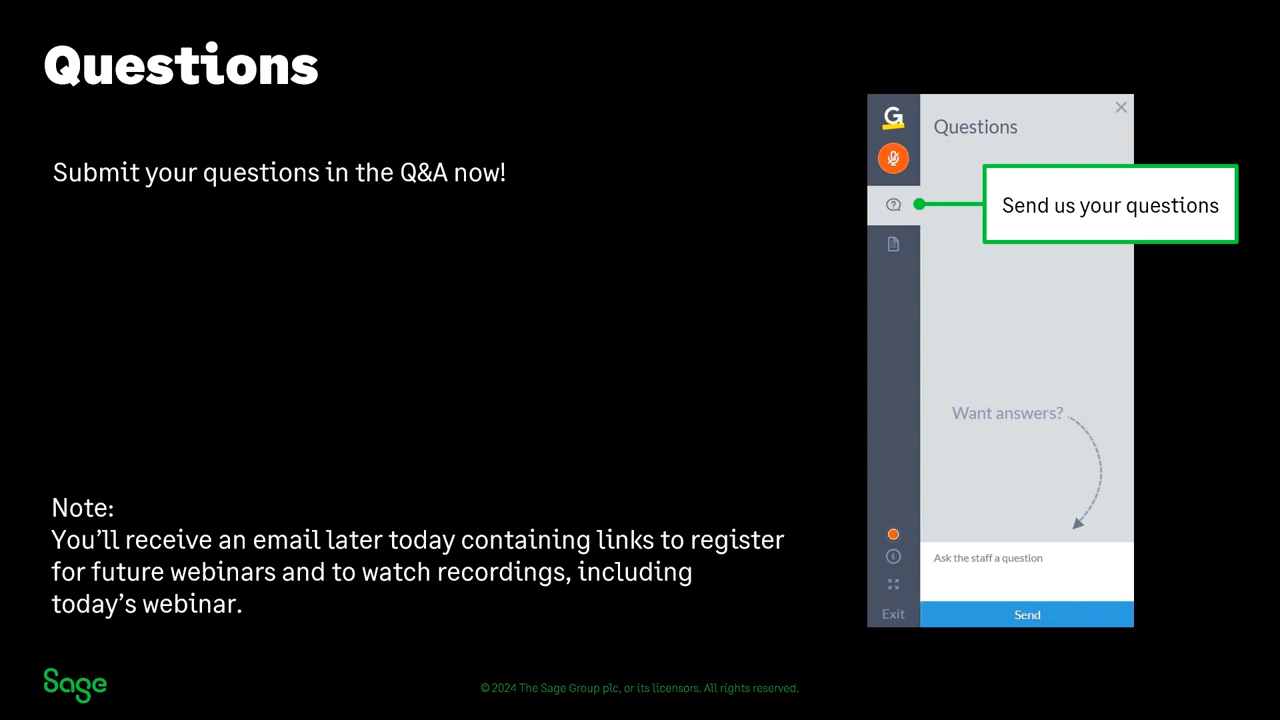 Questions
Submit your questions in the Q&A now!
Note:
You’ll receive an email later today containing links to register
for future webinars and to watch recordings, including
today’s webinar.
G
Questions
Send us your questions
Want answers?
Ask the staff a question
Exit
Send
Sage
© 2024 The Sage Group plc, or its licensors. All rights reserved.